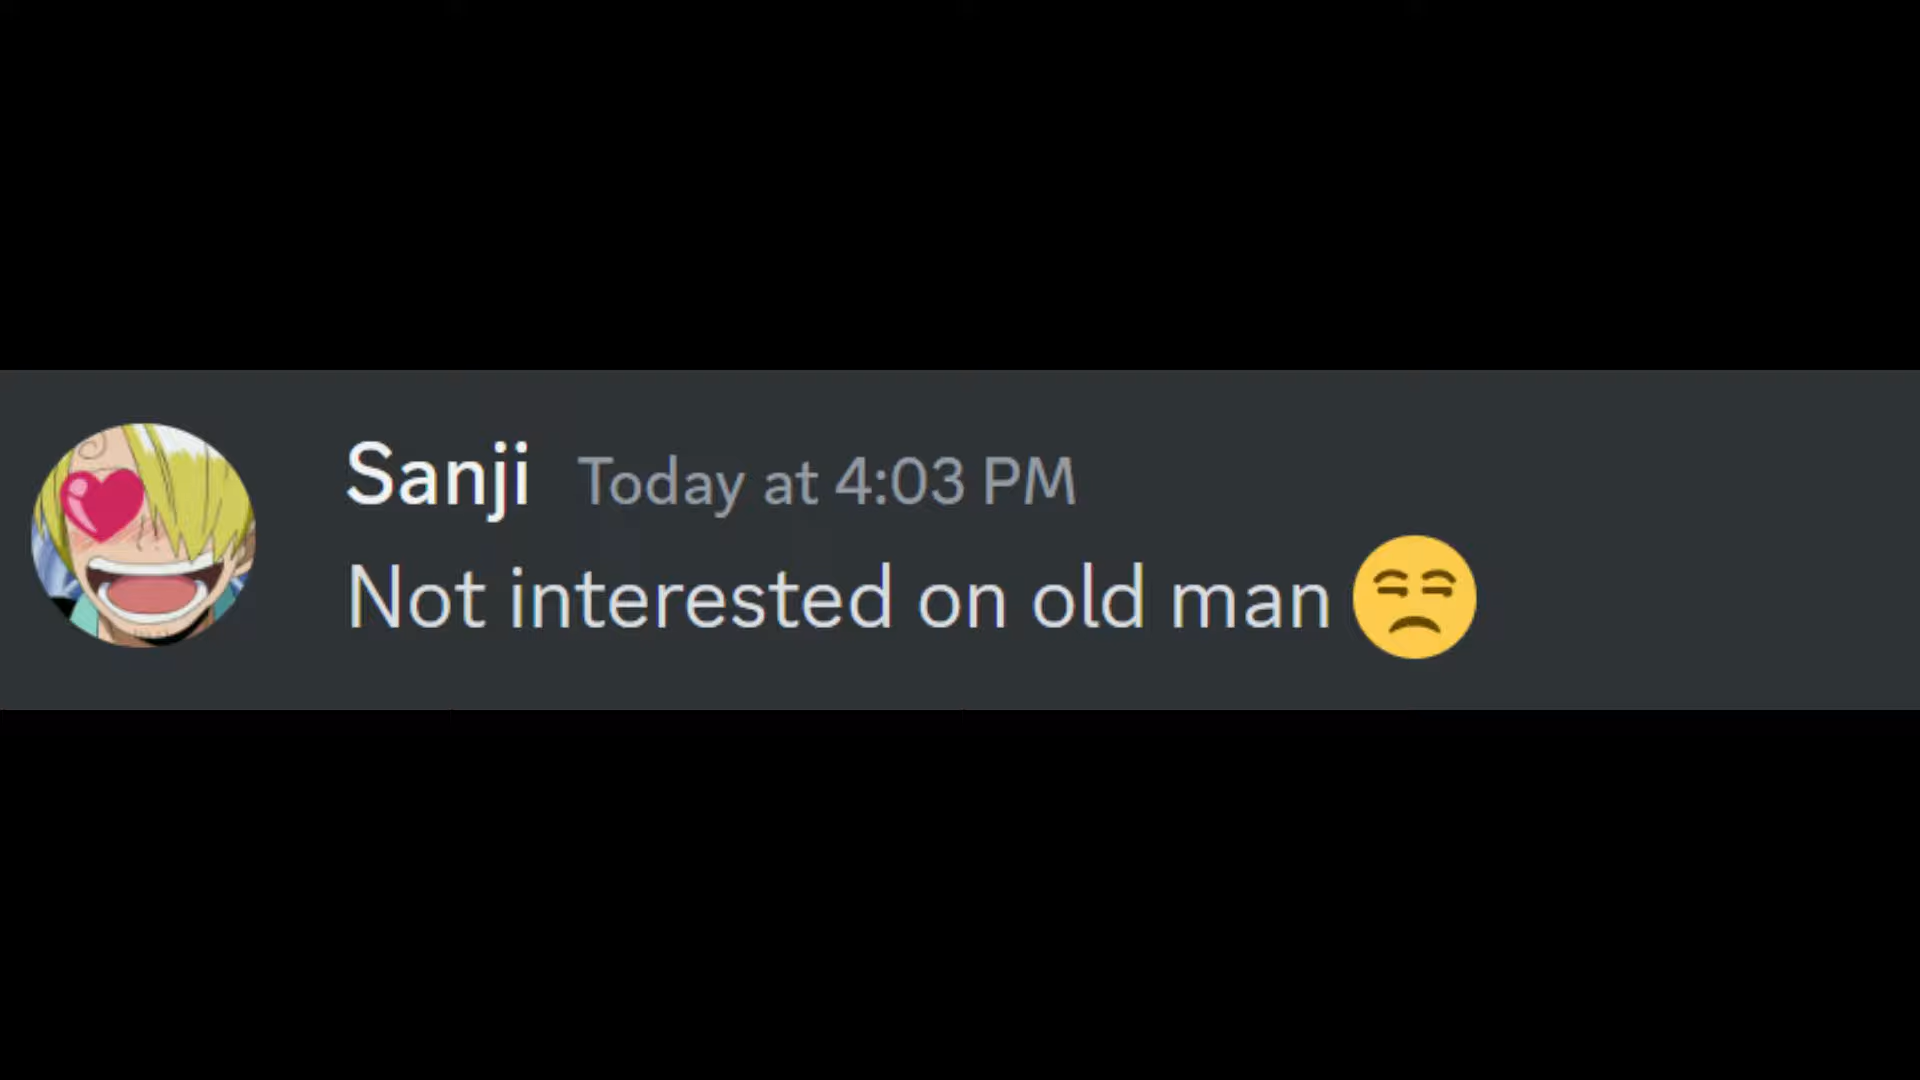 Sanji Today at 4:03 PM
Not interested on old man 😒